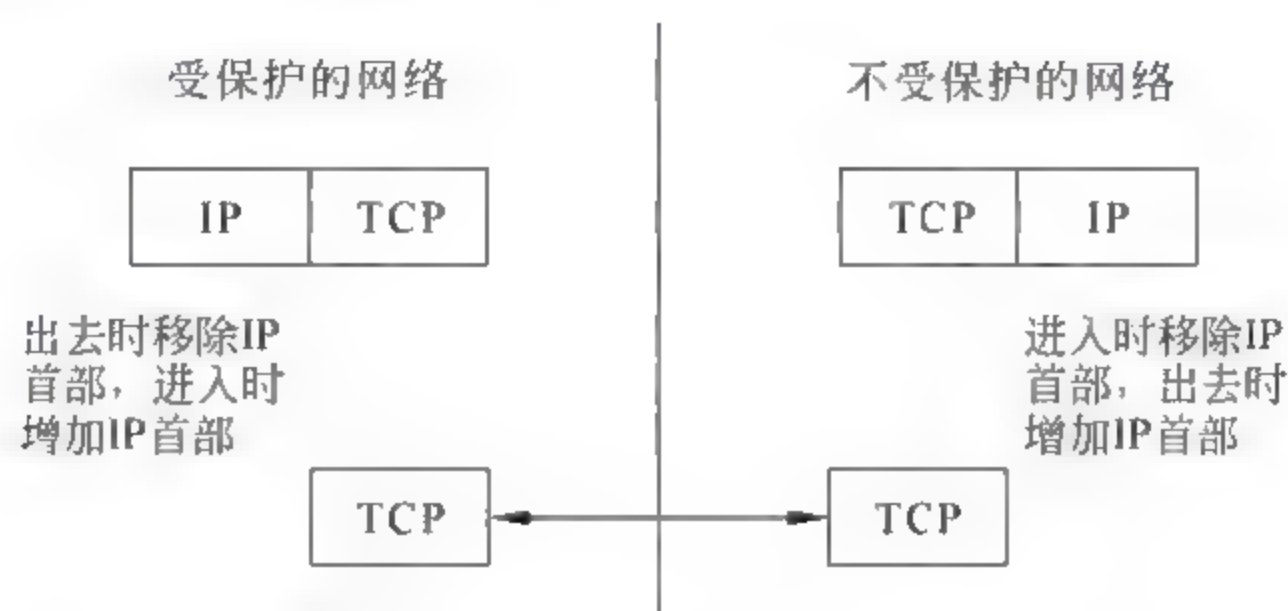 受保护的网络
不受保护的网络
IP
TCP
TCP
IP
出去时移除IP
首部，进入时
增加IP首部
进入时移除IP
首部，出去时
增加IP首部
TCP
TCP